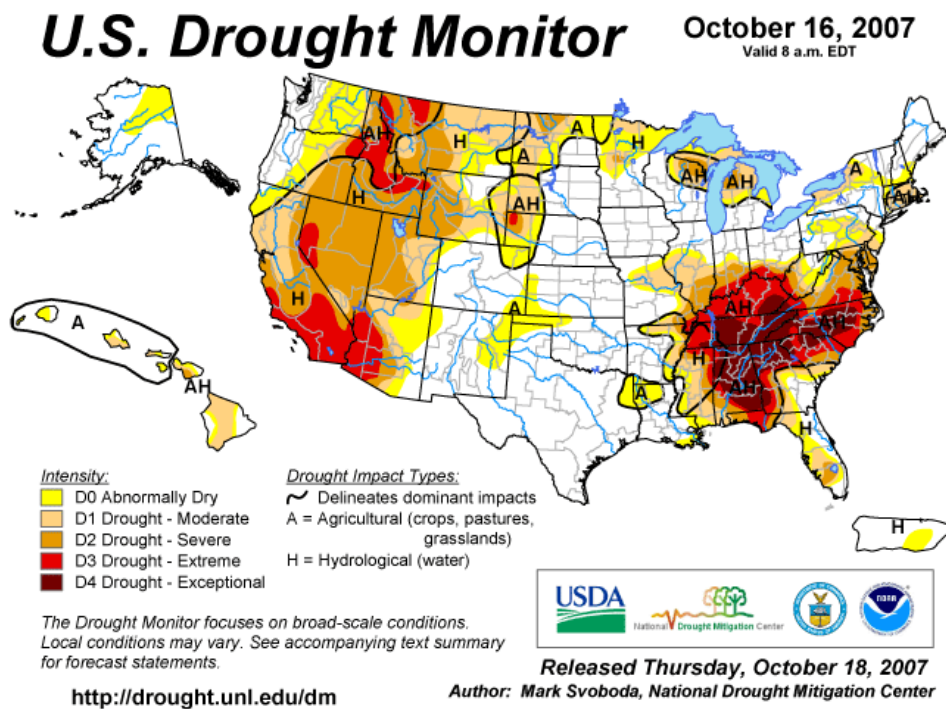 U.S. Drought Monitor
October 16, 2007
Valid 8 a.m. EDT
AH
H
A
A
H
A
AH
AH
AH
A
AH
H
H
A
A
AH
A
AH
AH
H
A
AH
H
H
Intensity:
D0 Abnormally Dry
D1 Drought - Moderate
D2 Drought - Severe
D3 Drought - Extreme
D4 Drought - Exceptional
Drought Impact Types:
Delineates dominant impacts
A = Agricultural (crops, pastures,
grasslands)
H = Hydrological (water)
The Drought Monitor focuses on broad-scale conditions.
Local conditions may vary. See accompanying text summary
for forecast statements.
http://drought.unl.edu/dm
USDA
National Drought Mitigation Center
NOAA
Released Thursday, October 18, 2007
Author: Mark Svoboda, National Drought Mitigation Center